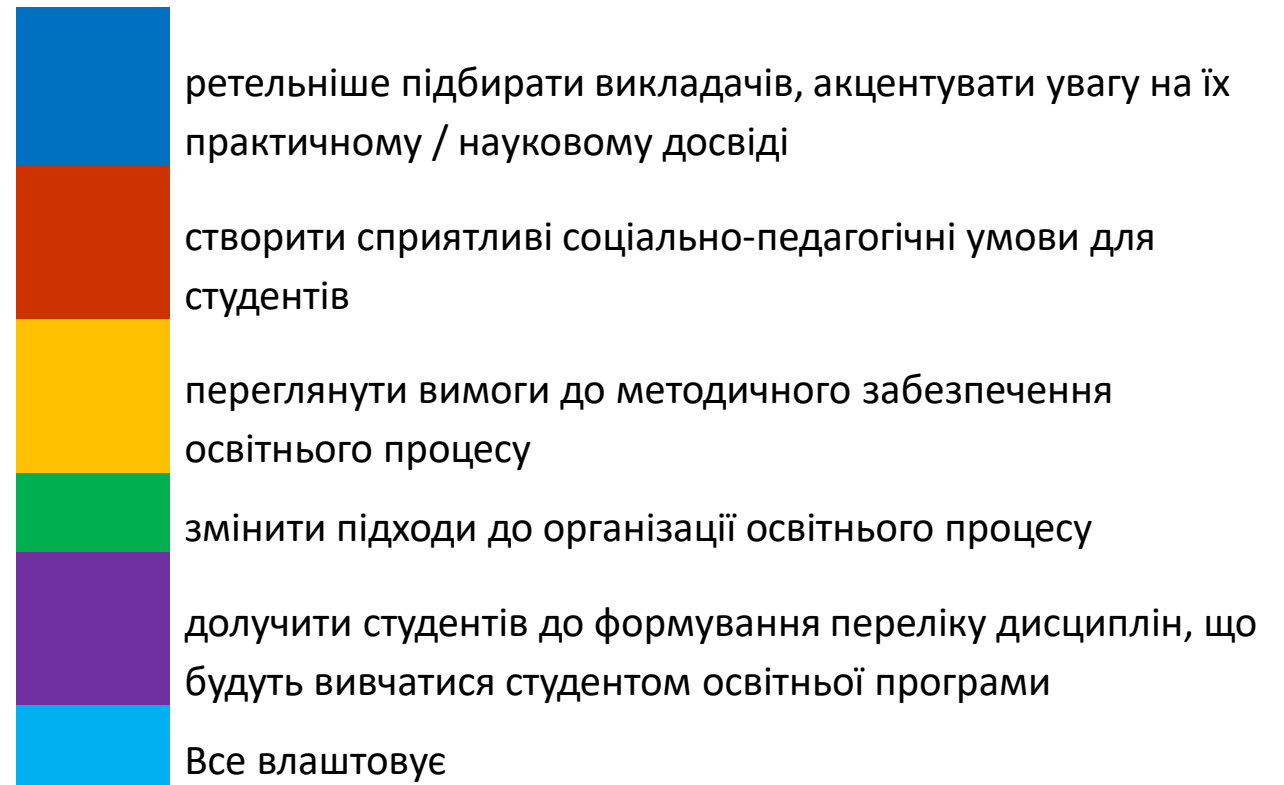 ретельніше підбирати викладачів, акцентувати увагу на їх
практичному / науковому досвіді
створити сприятливі соціально-педагогічні умови для
студентів
переглянути вимоги до методичного забезпечення
освітнього процесу
змінити підходи до організації освітнього процесу
долучити студентів до формування переліку дисциплін, що
будуть вивчатися студентом освітньої програми
Все влаштовує